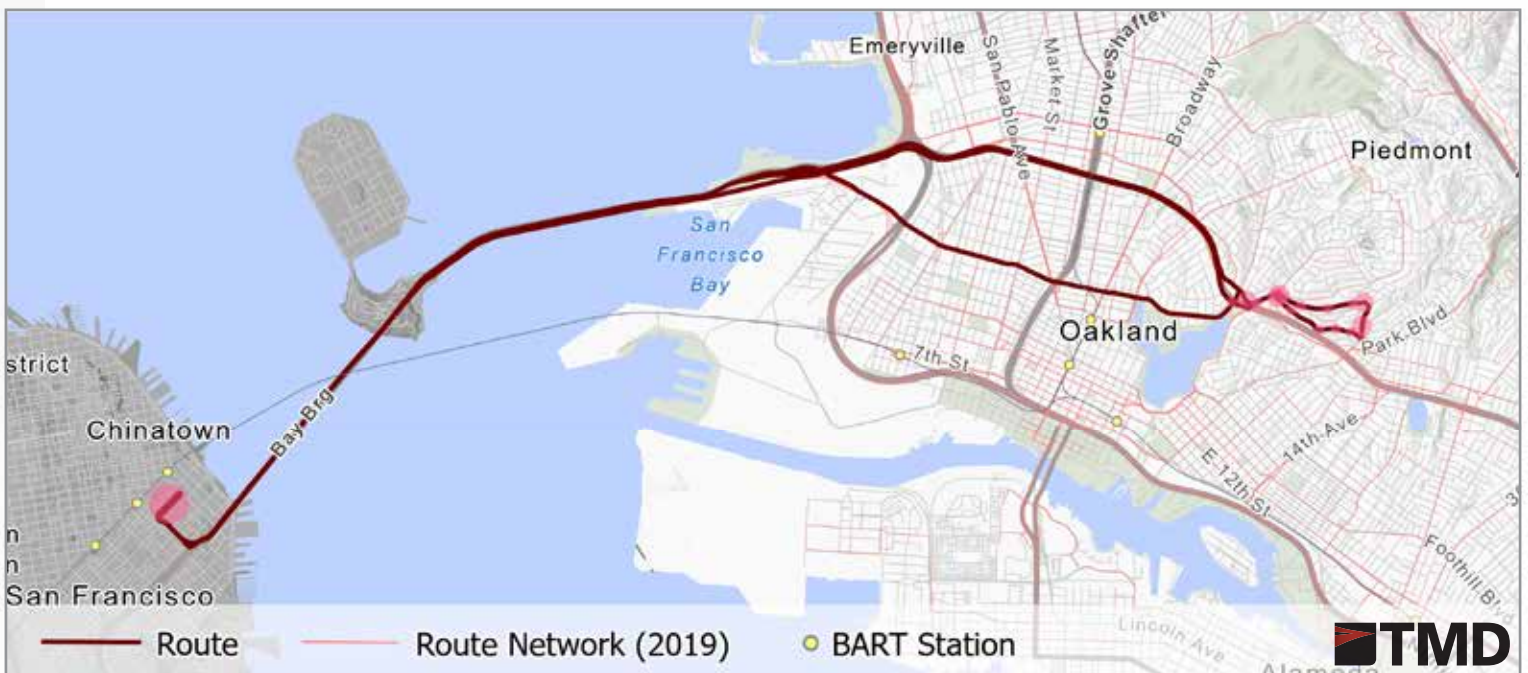 Emeryville
San Pablo Ave
Market St
Grove Shafter
Broadway
Piedmont
San
Francisco
Bay
Oakland
Park Blvd
7th St
strict
Chinatown
Bay Brg
14th Ave
E 12th St
Foothill Blvd
n
n
San Francisco
Lincoln Ave
Alameda
Route
Route Network (2019)
BART Station
TMD